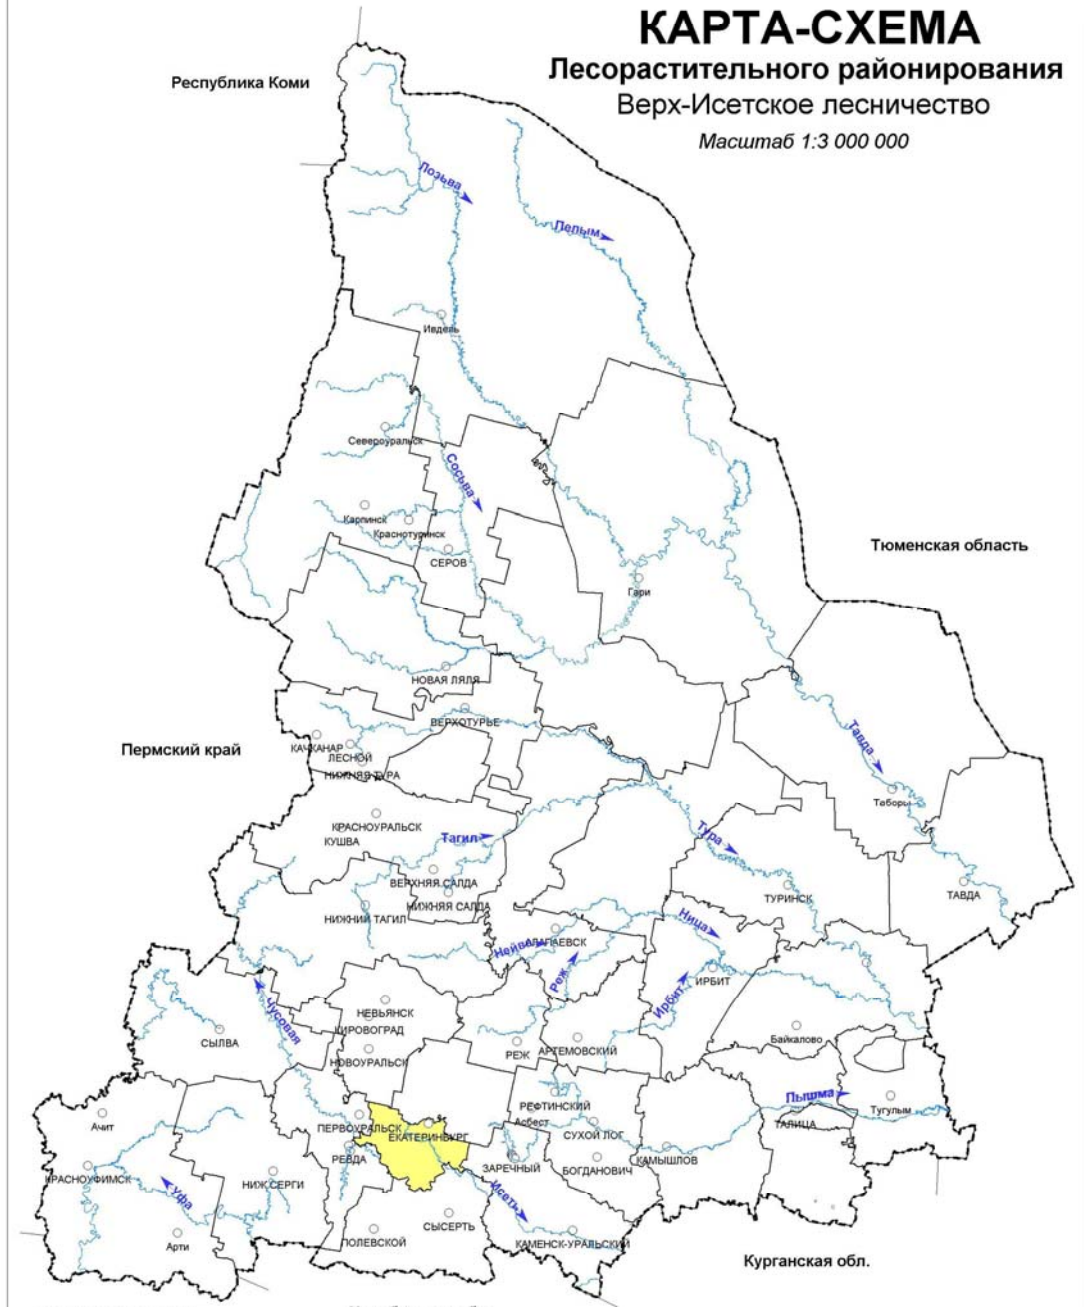 КАРТА-СХЕМА
Лесорастительного районирования
Верх-Исетское лесничество
Масштаб 1:3 000 000
Республика Коми
Лозьва
Пелым
Ивдель
Североуральск
Сосьва
Карпинск
Краснотуринск
СЕРОВ
Тюменская область
Гари
НОВАЯ ЛЯЛЯ
ВЕРХОТУРЬЕ
Пермский край
КАЧКАНАР
ЛЕСНОЙ
НИЖНЯЯ ТУРА
Тавда
Таборы
КРАСНОУРАЛЬСК
КУШВА
Тагил
Тура
ВЕРХНЯЯ САЛДА
НИЖНЯЯ САЛДА
НИЖНИЙ ТАГИЛ
ТУРИНСК
ТАВДА
Ница
Нейва
АЛАПАЕВСК
Реж
Ирбит
ИРБИТ
Чусовая
НЕВЬЯНСК
КИРОВОГРАД
СЫЛВА
НОВОУРАЛЬСК
РЕЖ
АРТЕМОВСКИЙ
Байкалово
Пышма
РЕФТИНСКИЙ
Асбест
Тугулым
Ачит
ПЕРВОУРАЛЬСК
ЕКАТЕРИНБУРГ
СУХОЙ ЛОГ
ТАЛИЦА
РЕВДА
ЗАРЕЧНЫЙ
БОГДАНОВИЧ
КАМЫШЛОВ
КРАСНОУФИМСК
Уфа
НИЖ.СЕРГИ
Исеть
СЫСЕРТЬ
Арти
ПОЛЕВСКОЙ
КАМЕНСК-УРАЛЬСКИЙ
Курганская обл.